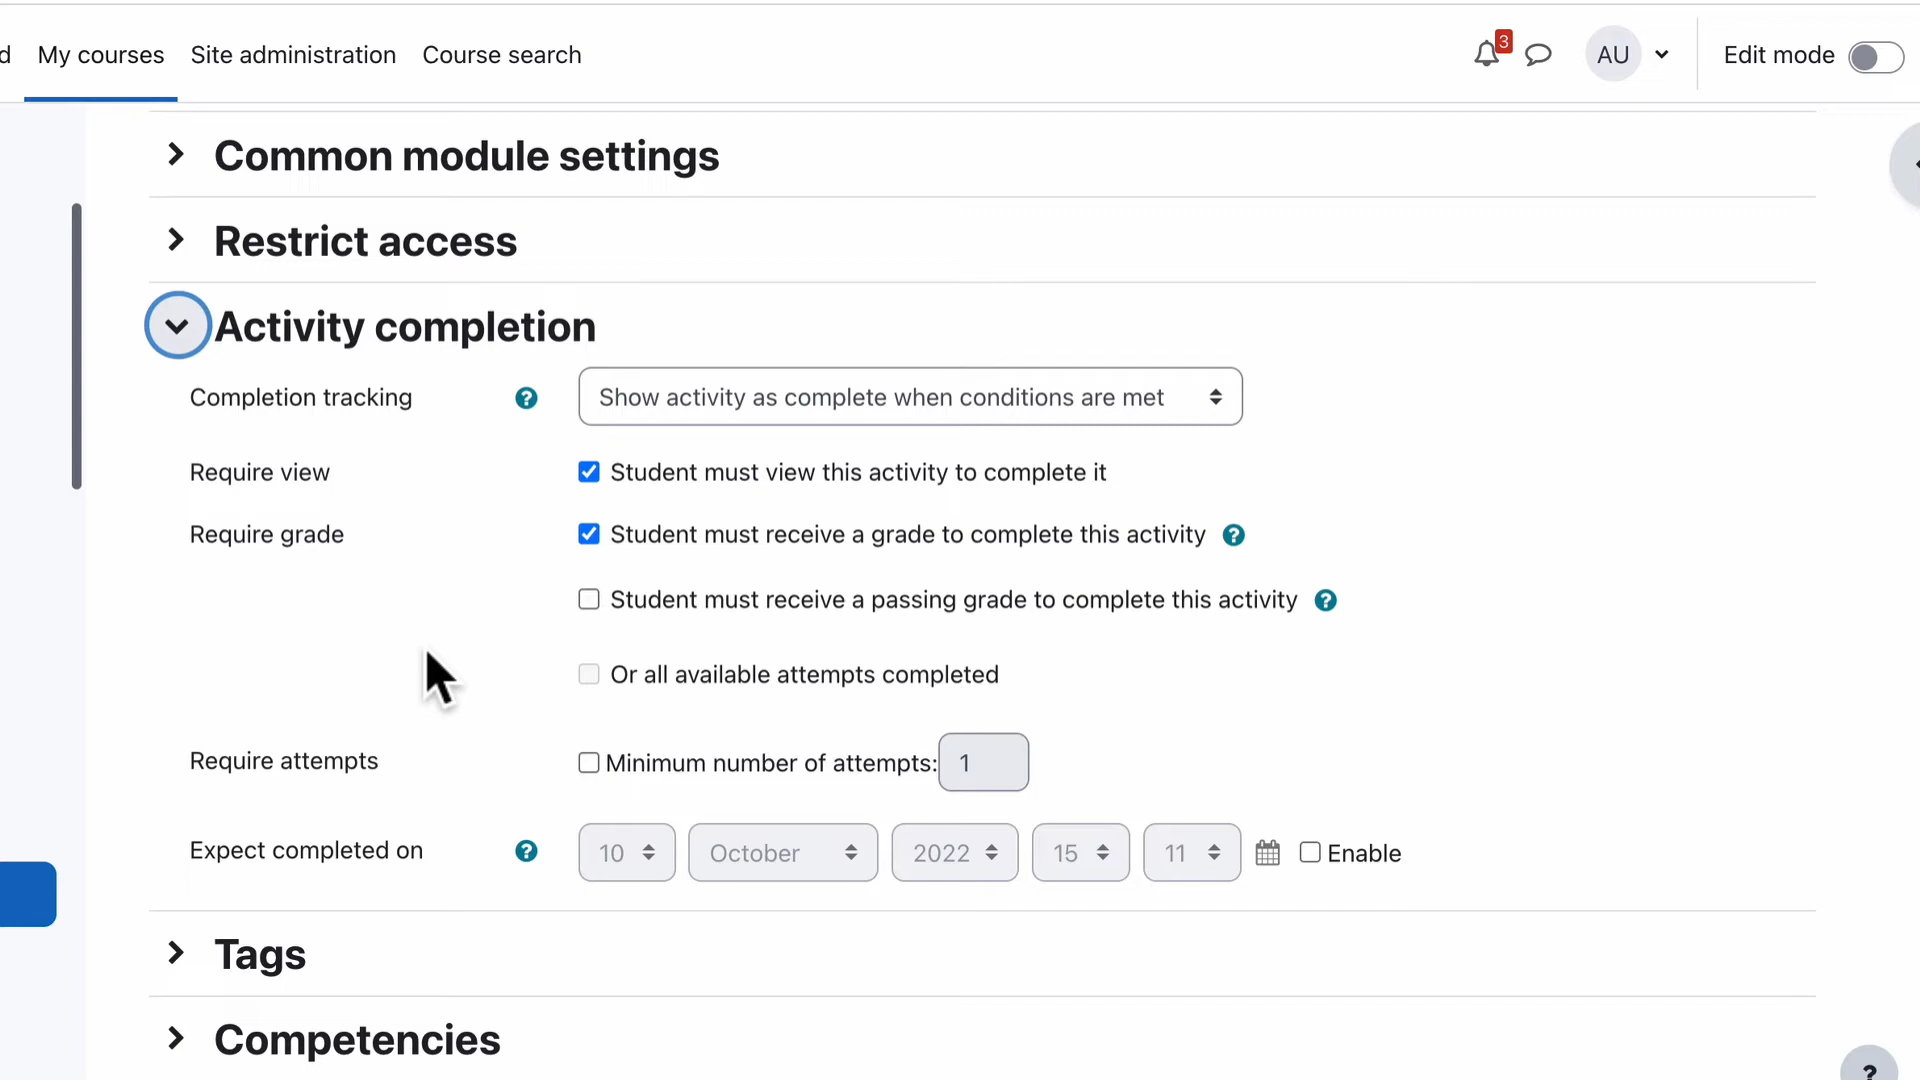 d My courses Site administration Course search 3 AU Edit mode
Common module settings
Restrict access
Activity completion
Completion tracking ? Show activity as complete when conditions are met
Require view Student must view this activity to complete it
Require grade Student must receive a grade to complete this activity ?
Student must receive a passing grade to complete this activity ?
Or all available attempts completed
Require attempts Minimum number of attempts: 1
Expect completed on ? 10 October 2022 15 11 Enable
Tags
Competencies
?